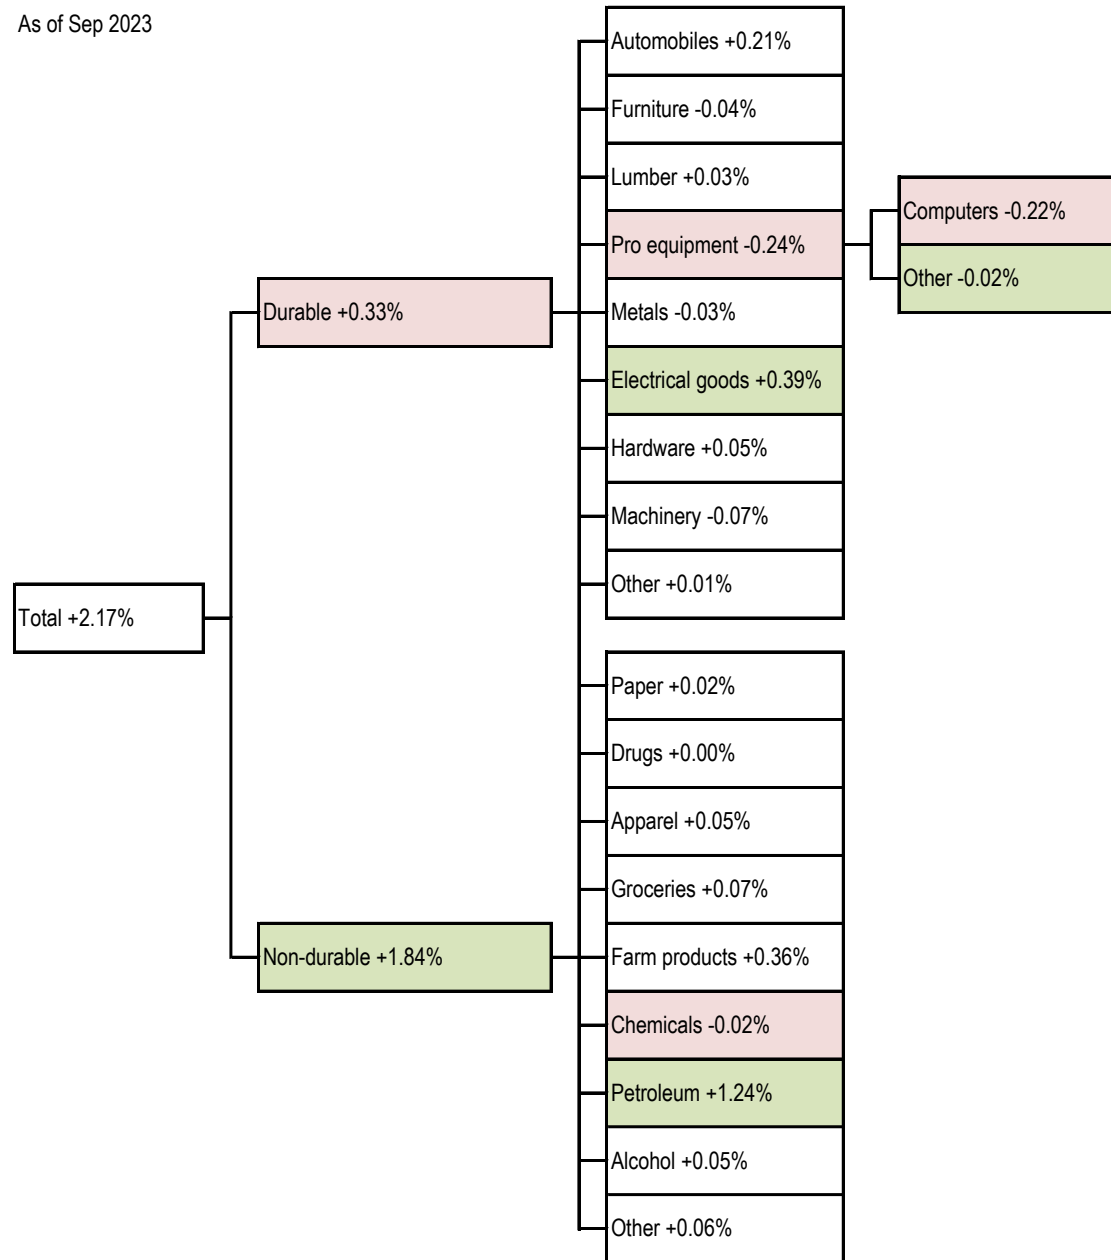 As of Sep 2023
Total +2.17%
Durable +0.33%
Automobiles +0.21%
Furniture -0.04%
Lumber +0.03%
Pro equipment -0.24%
Computers -0.22%
Other -0.02%
Metals -0.03%
Electrical goods +0.39%
Hardware +0.05%
Machinery -0.07%
Other +0.01%
Non-durable +1.84%
Paper +0.02%
Drugs +0.00%
Apparel +0.05%
Groceries +0.07%
Farm products +0.36%
Chemicals -0.02%
Petroleum +1.24%
Alcohol +0.05%
Other +0.06%